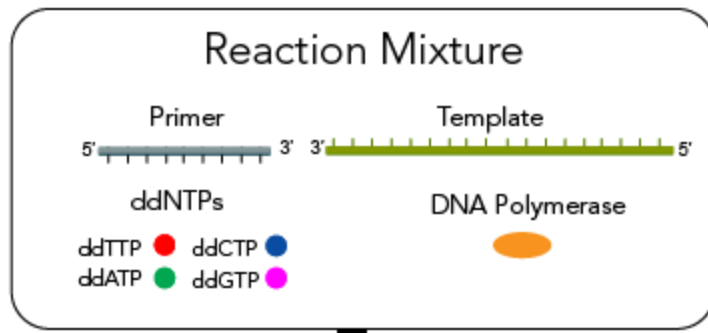 Reaction Mixture
Primer
Template
5' 3' 3' 5'
ddNTPs
DNA Polymerase
ddTTP ddCTP
ddATP ddGTP